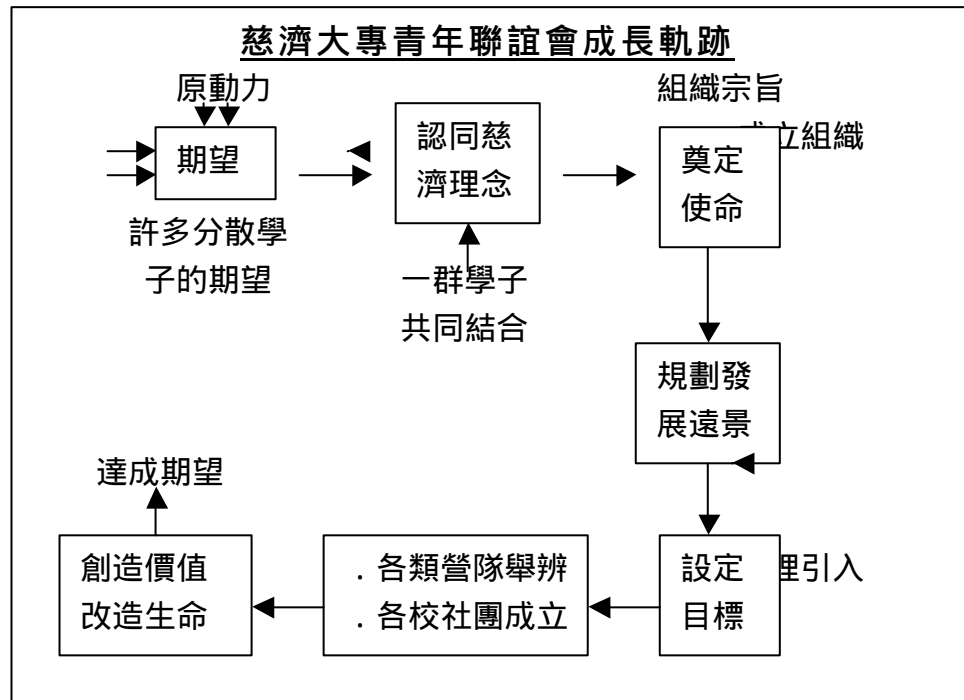 慈濟大專青年聯誼會成長軌跡
原動力
期望
許多分散學
子的期望
認同慈
濟理念
一群學子
共同結合
組織宗旨
立組織
奠定
使命
規劃發
展遠景
設定
目標
理引入
．各類營隊舉辦
．各校社團成立
創造價值
改造生命
達成期望